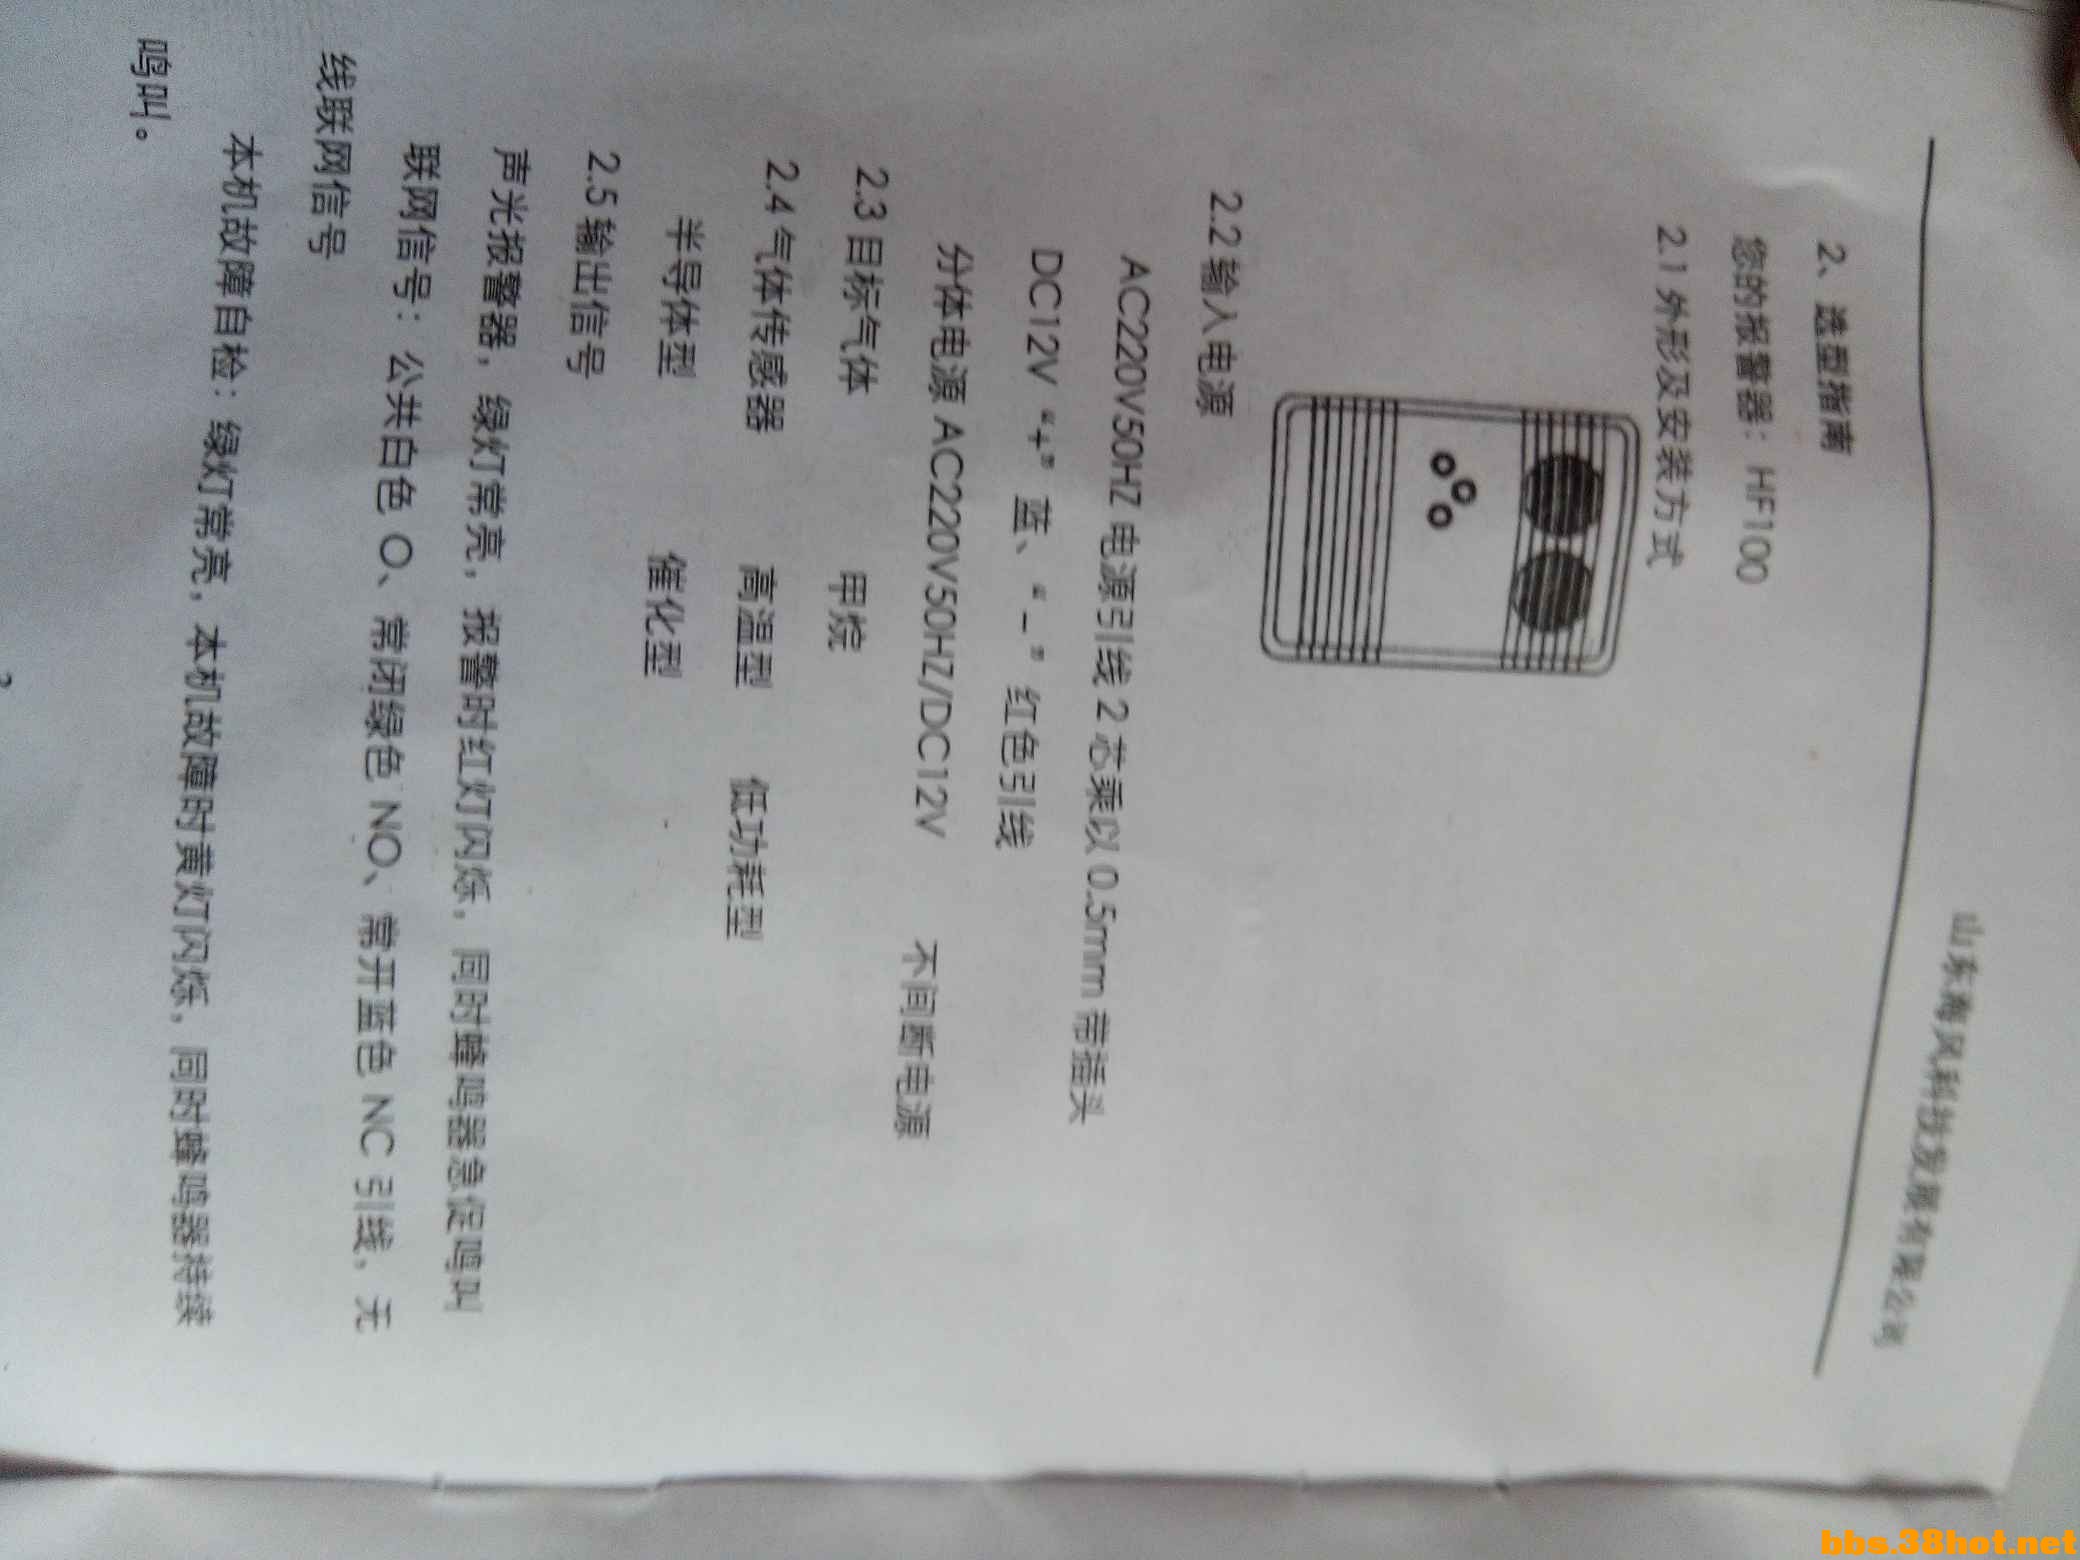 山东海风科技发展有限公司
2、选型指南
您的报警器：HF100
2.1 外形及安装方式
2.2 输入电源
AC220V50HZ 电源引线 2 芯乘以 0.5mm 带插头
DC12V “+” 蓝、“－” 红色引线
分体电源 AC220V50HZ/DC12V 不间断电源
2.3 目标气体 甲烷
2.4 气体传感器 高温型 低功耗型
半导体型 催化型
2.5 输出信号
声光报警器，绿灯常亮，报警时红灯闪烁，同时蜂鸣器急促鸣叫
联网信号：公共白色 O、常闭绿色 NO、常开蓝色 NC 引线，无
线联网信号
本机故障自检：绿灯常亮，本机故障时黄灯闪烁，同时蜂鸣器持续
鸣叫。
2
bbs.38hot.net